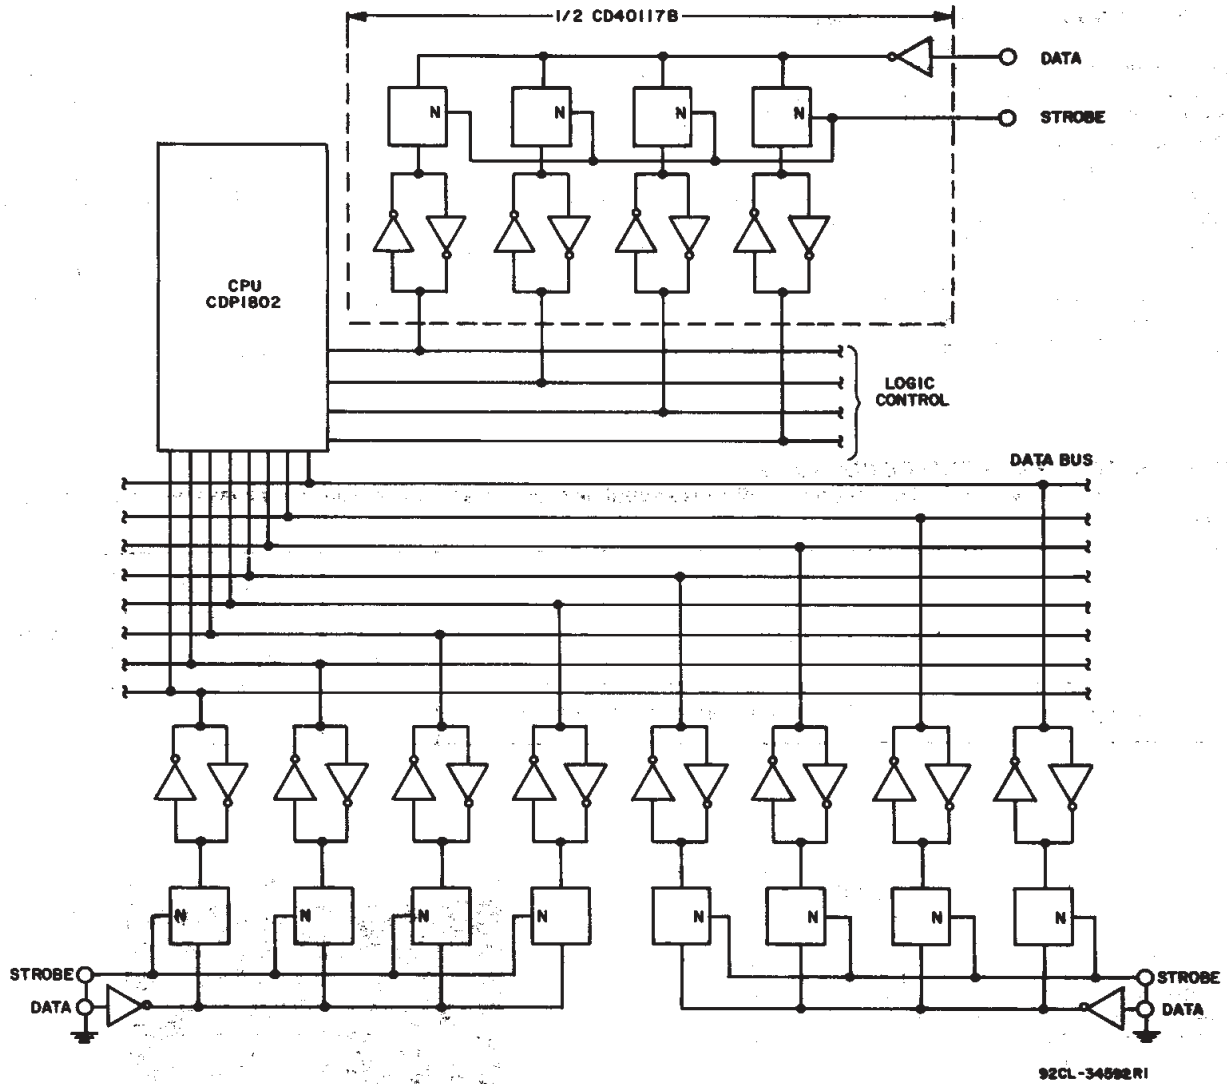 1/2 CD40117B
DATA
N N N N
STROBE
CPU
CDP1802
LOGIC
CONTROL
DATA BUS
N N N N N N N N
STROBE
STROBE
DATA
DATA
92CL-34592R1